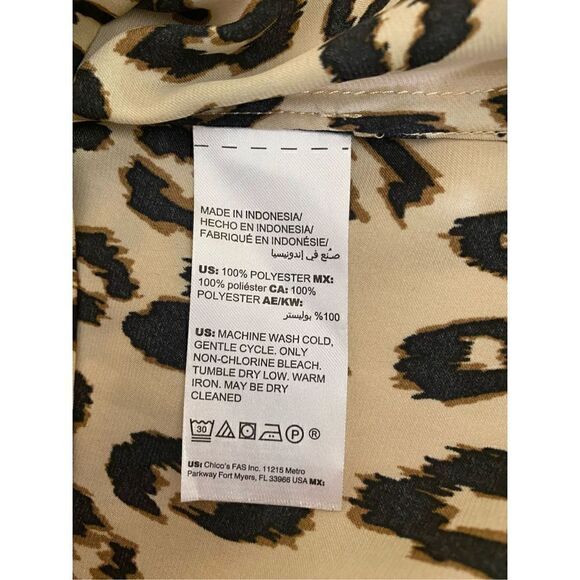 MADE IN INDONESIA/
HECHO EN INDONESIA/
FABRIQUÉ EN INDONÉSIE/
صُنع في إندونيسيا
US: 100% POLYESTER MX:
100% poliéster CA: 100%
POLYESTER AE/KW:
100% بوليستر
US: MACHINE WASH COLD,
GENTLE CYCLE. ONLY
NON-CHLORINE BLEACH.
TUMBLE DRY LOW. WARM
IRON. MAY BE DRY
CLEANED
30 P ®
US: Chico's FAS Inc. 11215 Metro
Parkway Fort Myers, FL 33966 USA MX: